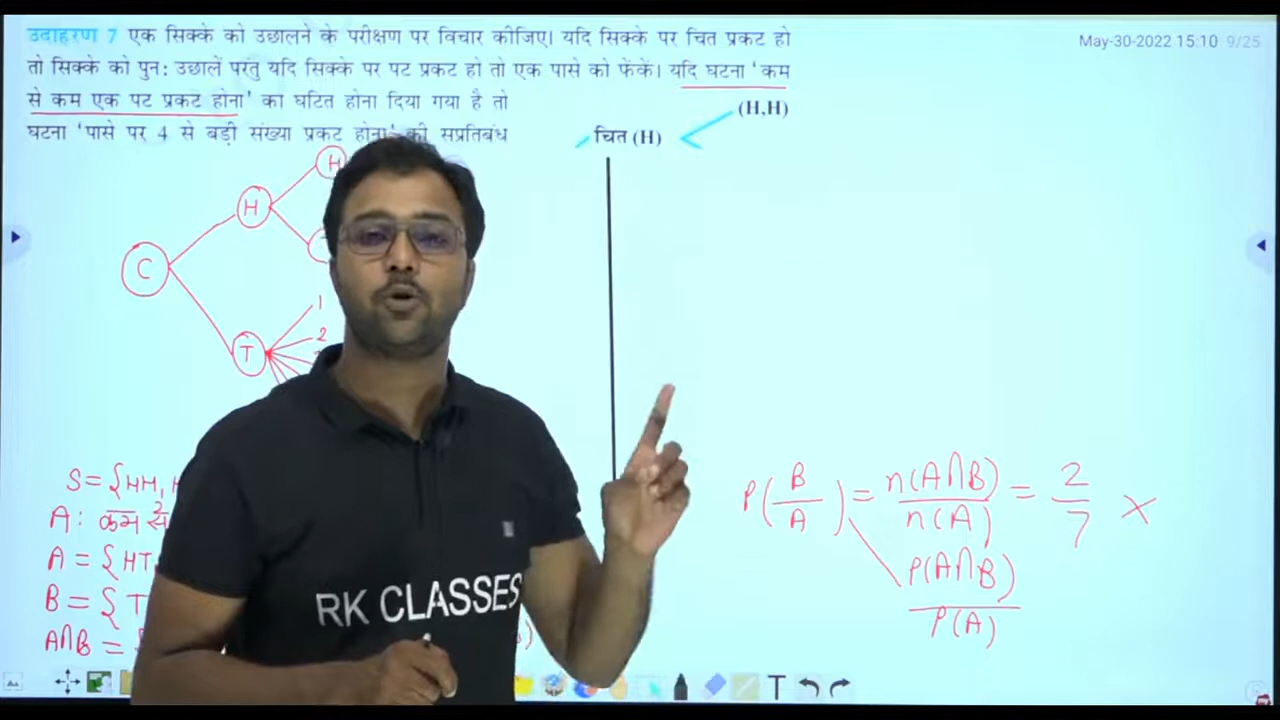 उदाहरण 7 एक सिक्के को उछालने के परीक्षण पर विचार कीजिए। यदि सिक्के पर चित प्रकट हो
May-30-2022 15:10 9/25
तो सिक्के को पुन: उछालें परंतु यदि सिक्के पर पट प्रकट हो तो एक पासे को फेंकें। यदि घटना 'कम
से कम एक पट प्रकट होना' का घटित होना दिया गया है तो
घटना 'पासे पर 4 से बड़ी संख्या प्रकट होना' की सप्रतिबंध
(H,H)
चित (H)
H
H
C
T
1
2
S = {HH,
A : कम से
A = {HT
B = { T
A∩B =
P(B/A) = n(A∩B)/n(A) = 2/7 ×
P(A∩B)/P(A)
RK CLASSES
T